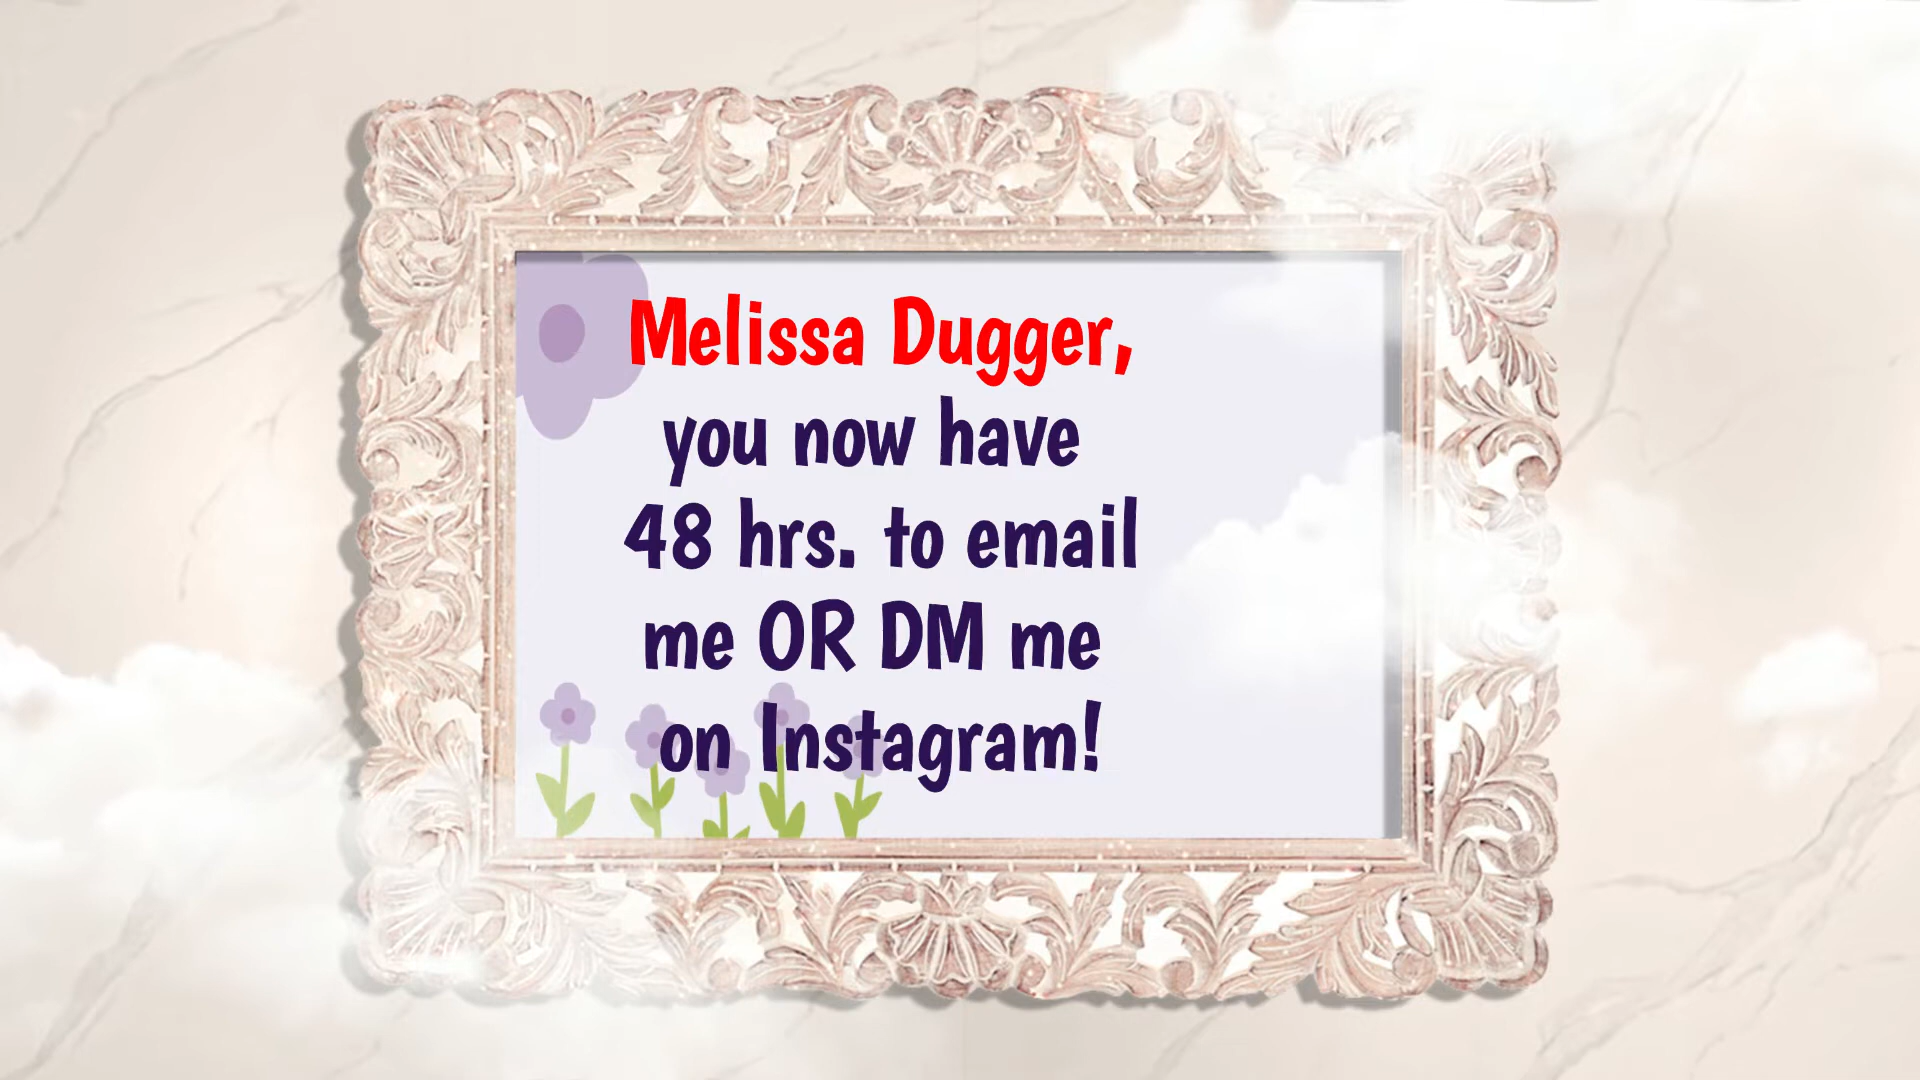 Melissa Dugger,
you now have
48 hrs. to email
me OR DM me
on Instagram!